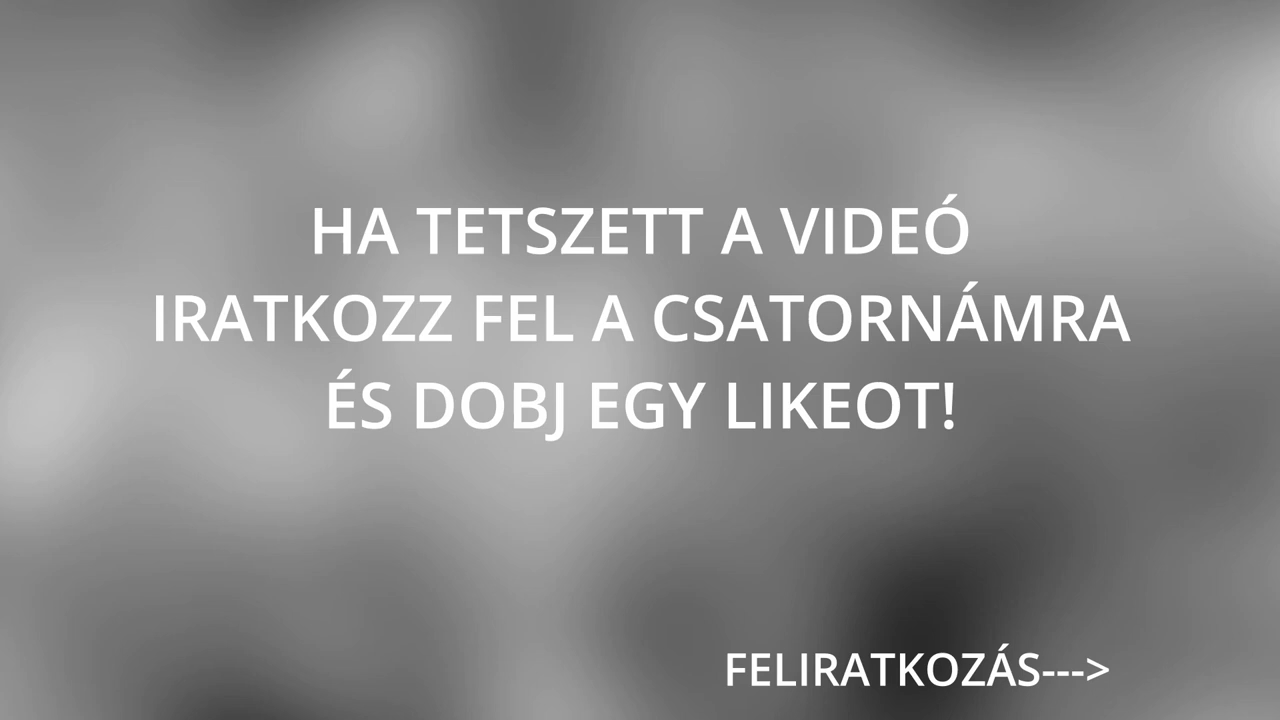 HA TETSZETT A VIDEÓ
IRATKOZZ FEL A CSATORNÁMRA
ÉS DOBJ EGY LIKEOT!
FELIRATKOZÁS--->